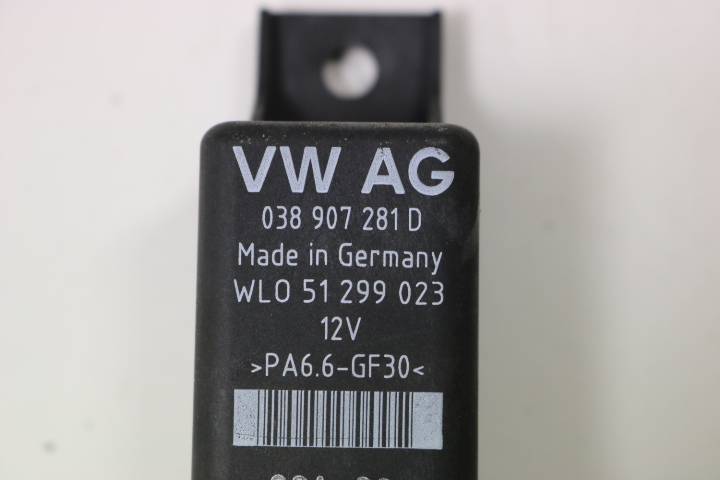 VW AG
038 907 281 D
Made in Germany
WLO 51 299 023
12V
>PA6.6-GF30<